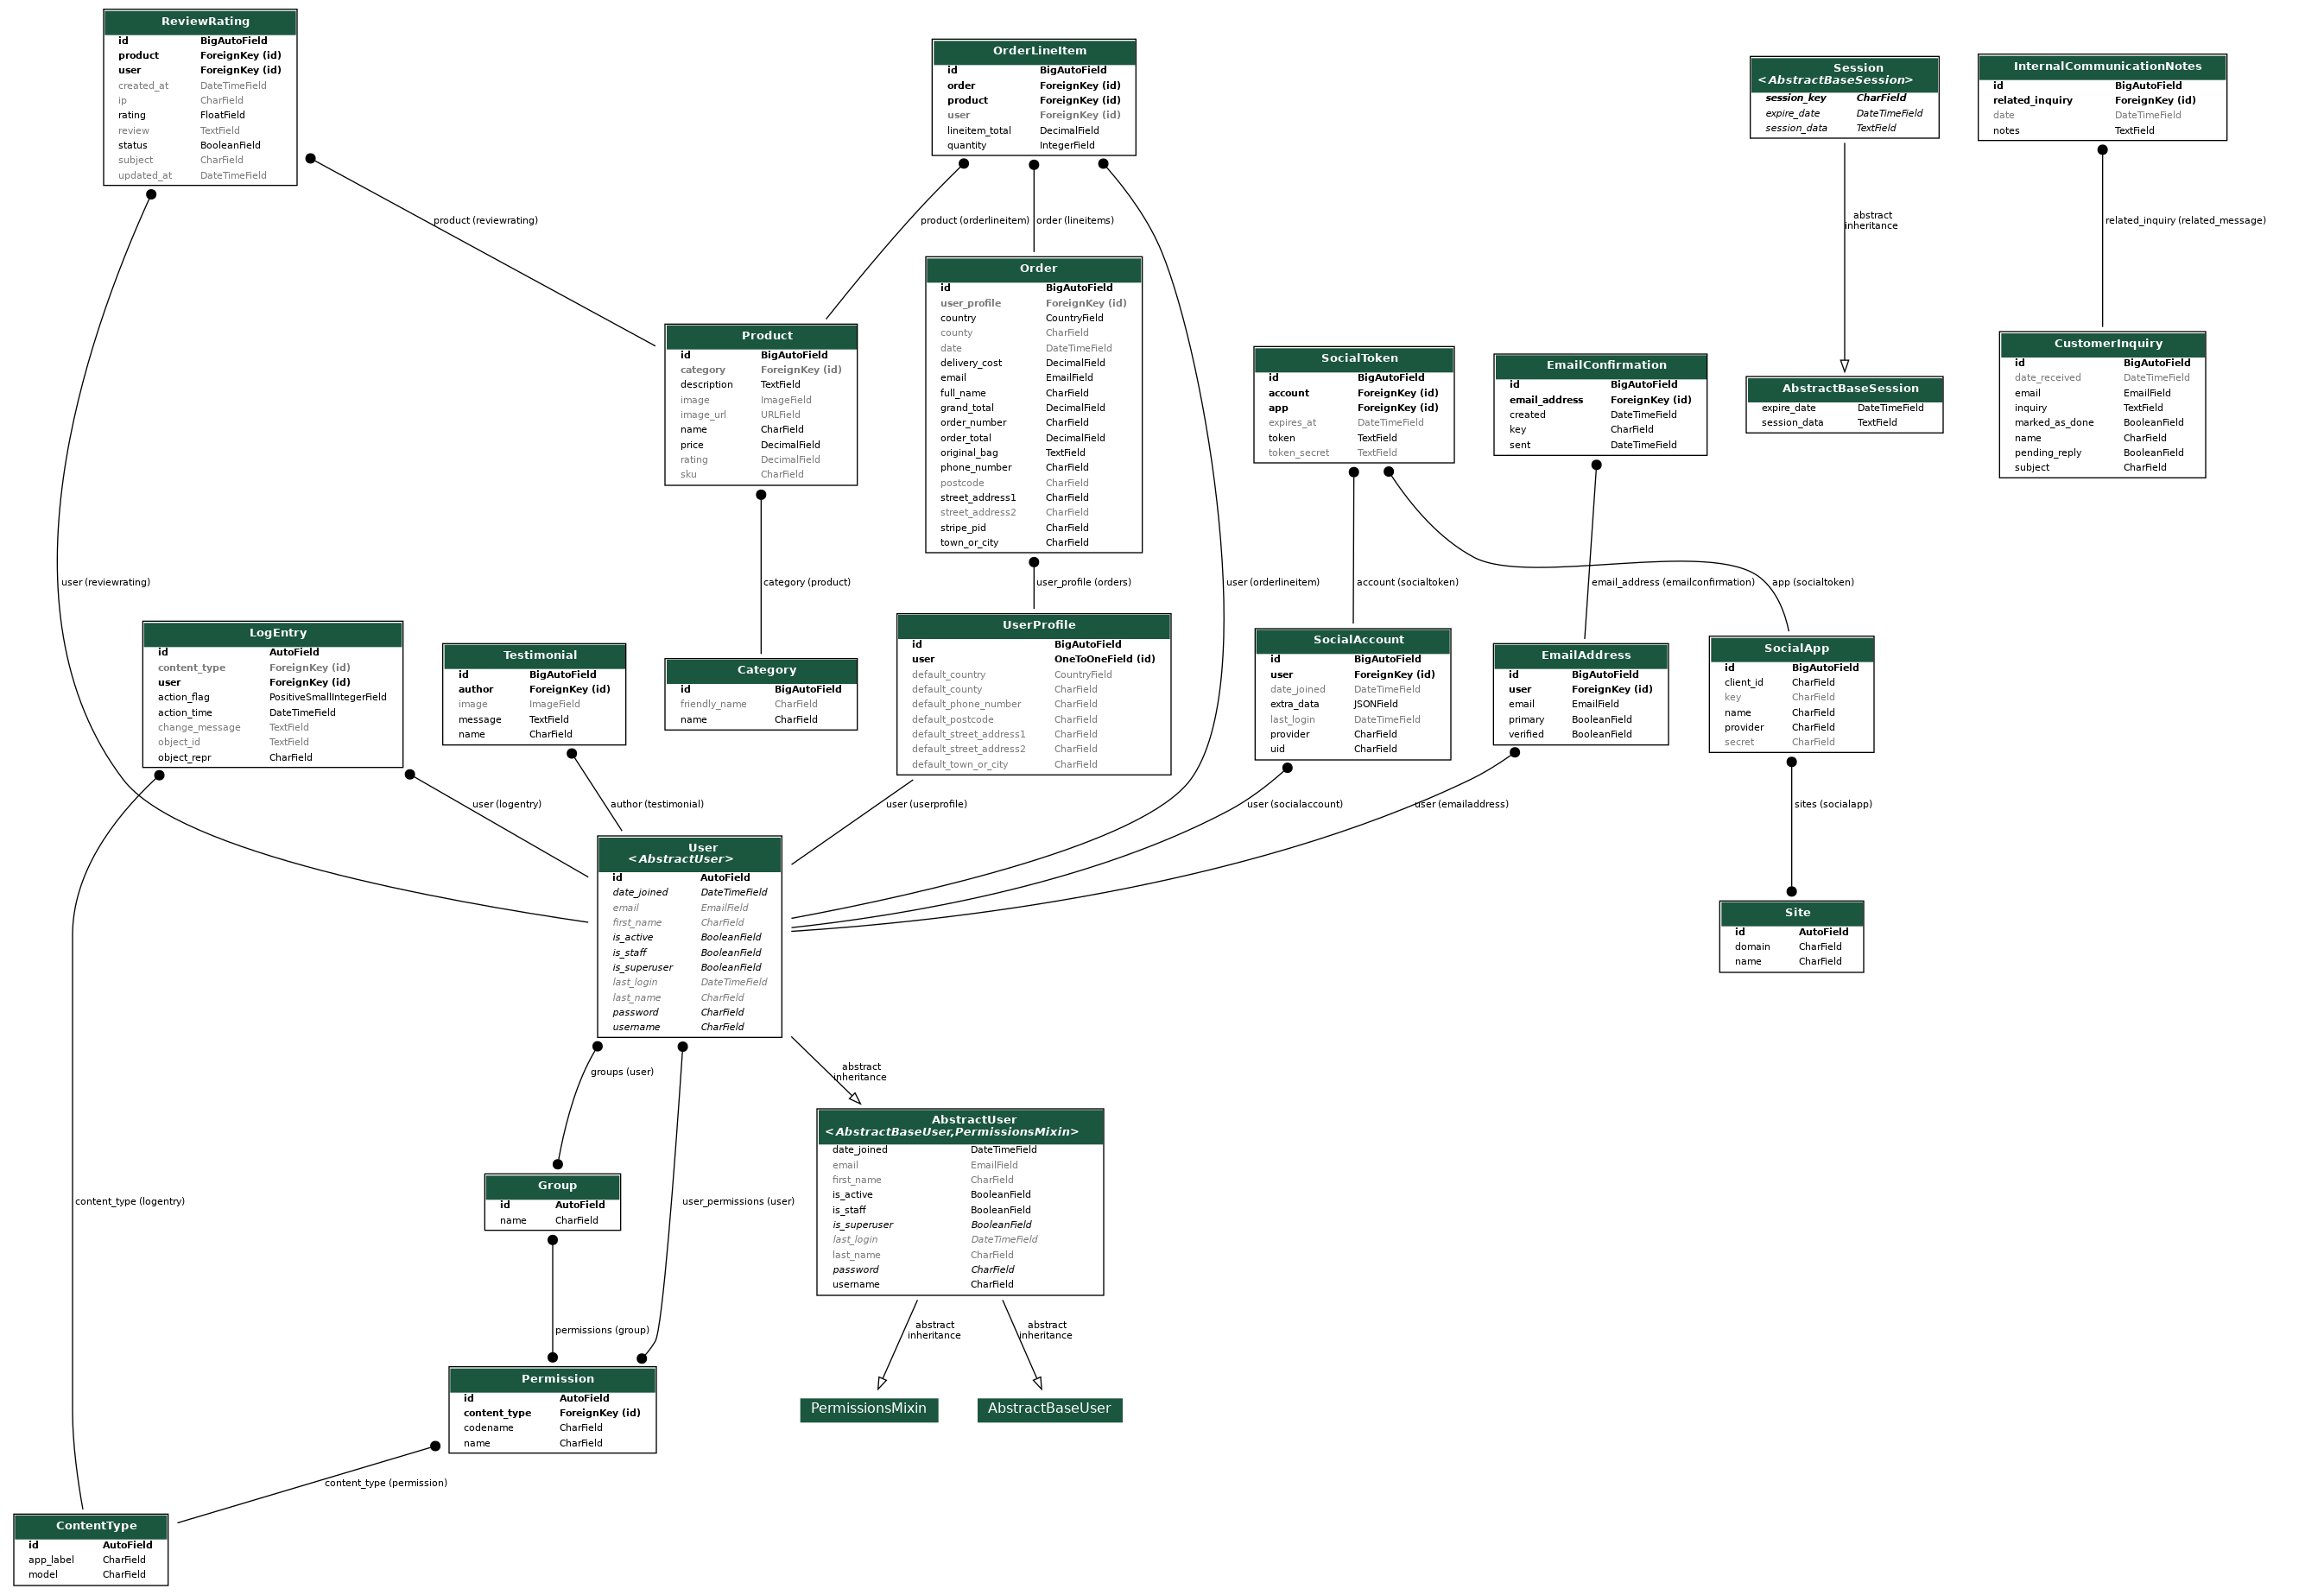 ReviewRating
id BigAutoField
product ForeignKey (id)
user ForeignKey (id)
created_at DateTimeField
ip CharField
rating FloatField
review TextField
status BooleanField
subject CharField
updated_at DateTimeField
OrderLineItem
id BigAutoField
order ForeignKey (id)
product ForeignKey (id)
user ForeignKey (id)
lineitem_total DecimalField
quantity IntegerField
Session
<AbstractBaseSession>
session_key CharField
expire_date DateTimeField
session_data TextField
InternalCommunicationNotes
id BigAutoField
related_inquiry ForeignKey (id)
date DateTimeField
notes TextField
product (reviewrating)
product (orderlineitem)
order (lineitems)
abstract
inheritance
related_inquiry (related_message)
Product
id BigAutoField
category ForeignKey (id)
description TextField
image ImageField
image_url URLField
name CharField
price DecimalField
rating DecimalField
sku CharField
Order
id BigAutoField
user_profile ForeignKey (id)
country CountryField
county CharField
date DateTimeField
delivery_cost DecimalField
email EmailField
full_name CharField
grand_total DecimalField
order_number CharField
order_total DecimalField
original_bag TextField
phone_number CharField
postcode CharField
street_address1 CharField
street_address2 CharField
stripe_pid CharField
town_or_city CharField
SocialToken
id BigAutoField
account ForeignKey (id)
app ForeignKey (id)
expires_at DateTimeField
token TextField
token_secret TextField
EmailConfirmation
id BigAutoField
email_address ForeignKey (id)
created DateTimeField
key CharField
sent DateTimeField
AbstractBaseSession
expire_date DateTimeField
session_data TextField
CustomerInquiry
id BigAutoField
date_received DateTimeField
email EmailField
inquiry TextField
marked_as_done BooleanField
name CharField
pending_reply BooleanField
subject CharField
user (reviewrating)
category (product)
user_profile (orders)
user (orderlineitem)
account (socialtoken)
email_address (emailconfirmation)
app (socialtoken)
LogEntry
id AutoField
content_type ForeignKey (id)
user ForeignKey (id)
action_flag PositiveSmallIntegerField
action_time DateTimeField
change_message TextField
object_id TextField
object_repr CharField
Testimonial
id BigAutoField
author ForeignKey (id)
image ImageField
message TextField
name CharField
Category
id BigAutoField
friendly_name CharField
name CharField
UserProfile
id BigAutoField
user OneToOneField (id)
default_country CountryField
default_county CharField
default_phone_number CharField
default_postcode CharField
default_street_address1 CharField
default_street_address2 CharField
default_town_or_city CharField
SocialAccount
id BigAutoField
user ForeignKey (id)
date_joined DateTimeField
extra_data JSONField
last_login DateTimeField
provider CharField
uid CharField
EmailAddress
id BigAutoField
user ForeignKey (id)
email EmailField
primary BooleanField
verified BooleanField
SocialApp
id BigAutoField
client_id CharField
key CharField
name CharField
provider CharField
secret CharField
user (logentry)
author (testimonial)
user (userprofile)
user (socialaccount)
user (emailaddress)
sites (socialapp)
User
<AbstractUser>
id AutoField
date_joined DateTimeField
email EmailField
first_name CharField
is_active BooleanField
is_staff BooleanField
is_superuser BooleanField
last_login DateTimeField
last_name CharField
password CharField
username CharField
Site
id AutoField
domain CharField
name CharField
groups (user)
abstract
inheritance
AbstractUser
<AbstractBaseUser,PermissionsMixin>
date_joined DateTimeField
email EmailField
first_name CharField
is_active BooleanField
is_staff BooleanField
is_superuser BooleanField
last_login DateTimeField
last_name CharField
password CharField
username CharField
Group
id AutoField
name CharField
content_type (logentry)
user_permissions (user)
permissions (group)
abstract
inheritance
abstract
inheritance
Permission
id AutoField
content_type ForeignKey (id)
codename CharField
name CharField
PermissionsMixin
AbstractBaseUser
content_type (permission)
ContentType
id AutoField
app_label CharField
model CharField